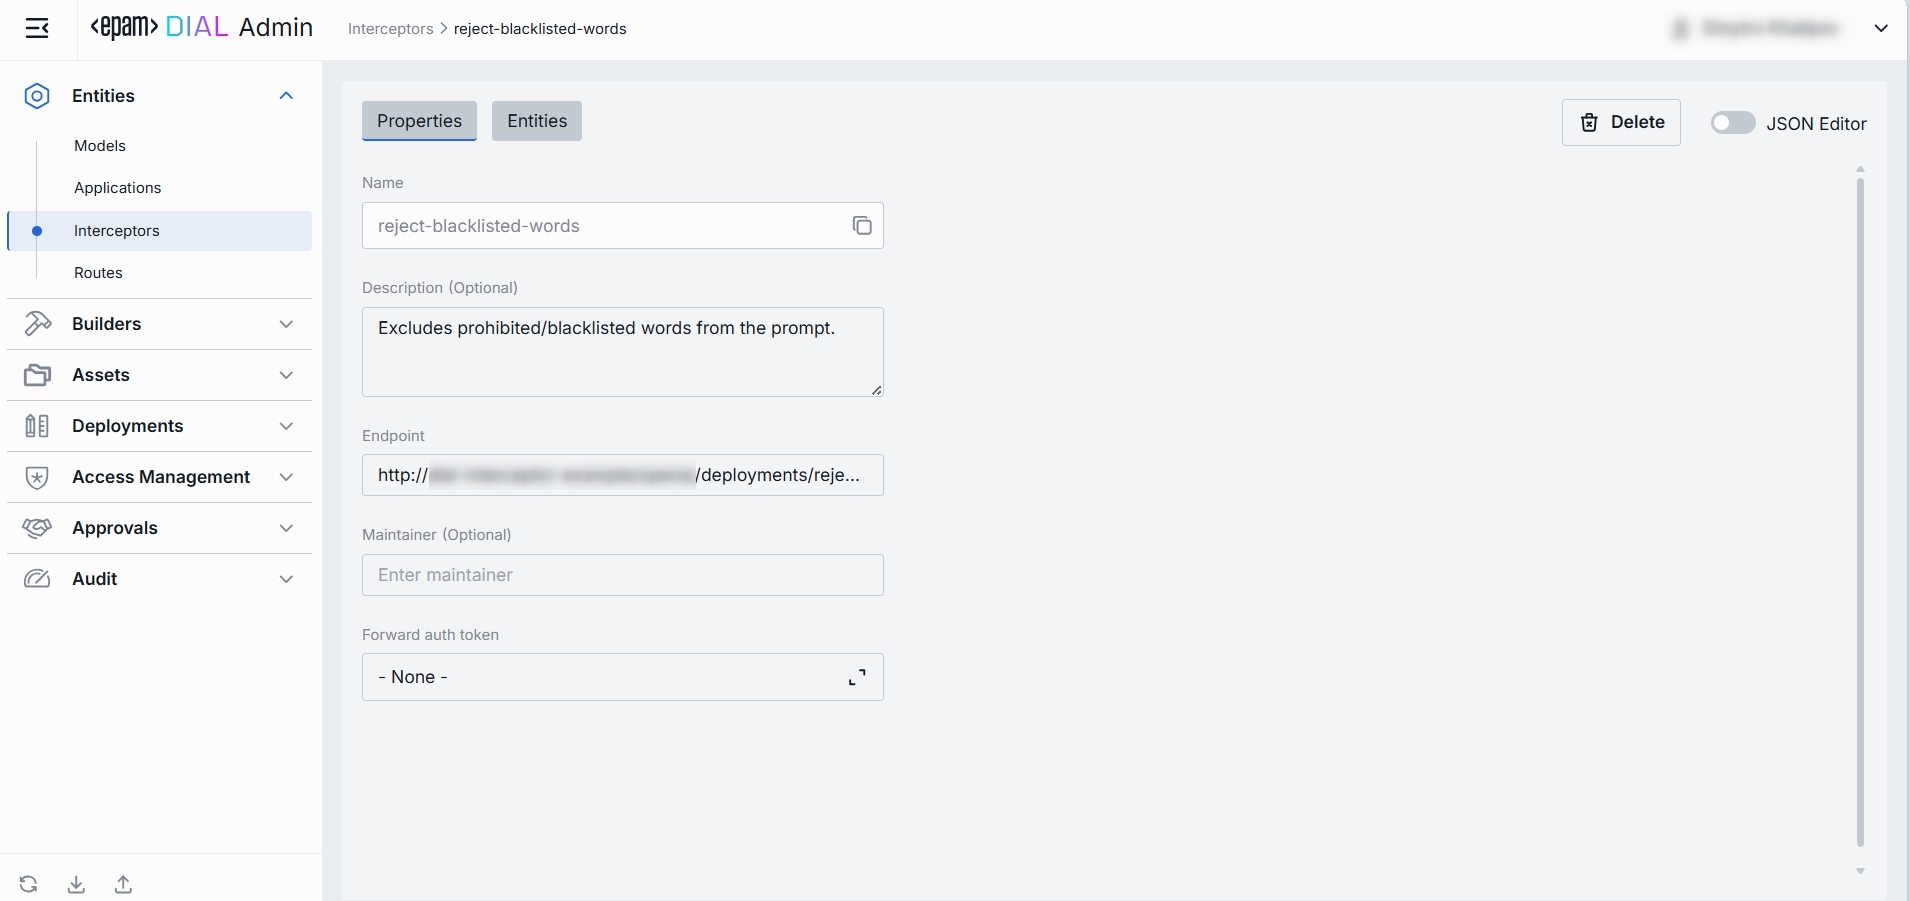 <epam> DIAL Admin
Interceptors > reject-blacklisted-words
Entities
Models
Applications
Interceptors
Routes
Builders
Assets
Deployments
Access Management
Approvals
Audit
Properties
Entities
Delete
JSON Editor
Name
reject-blacklisted-words
Description (Optional)
Excludes prohibited/blacklisted words from the prompt.
Endpoint
http:// /deployments/reje...
Maintainer (Optional)
Enter maintainer
Forward auth token
- None -